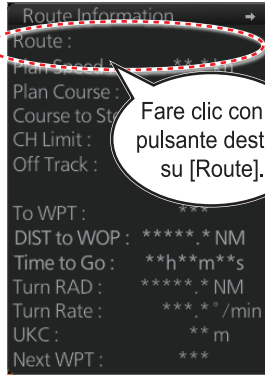 Route Information →
Route :
Plan Speed : **.* kn
Plan Course :
Course to Ste
CH Limit :
Off Track :
Fare clic con
pulsante dest
su [Route].
To WPT : ***
DIST to WOP : *****.* NM
Time to Go : **h**m**s
Turn RAD : *****.* NM
Turn Rate : ***.* °/min
UKC : ** m
Next WPT : ***